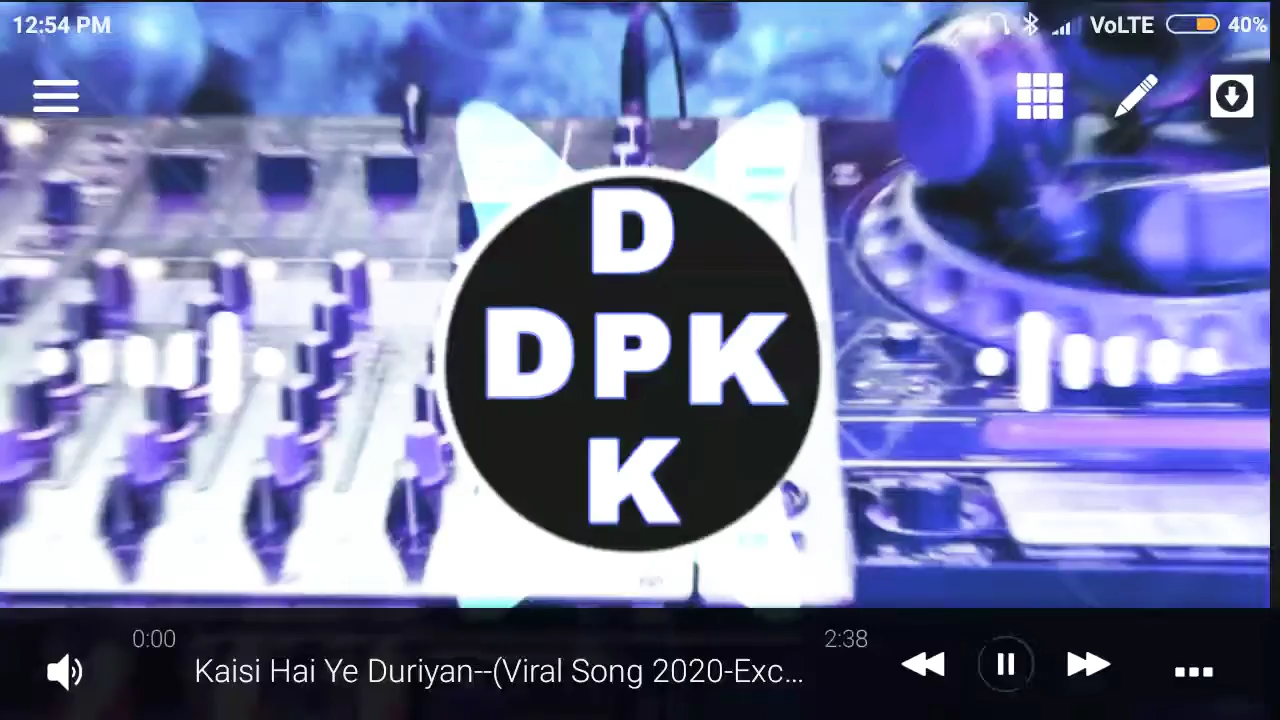 12:54 PM VoLTE 40%
D
DPK
K
0:00 2:38
Kaisi Hai Ye Duriyan--(Viral Song 2020-Exc...